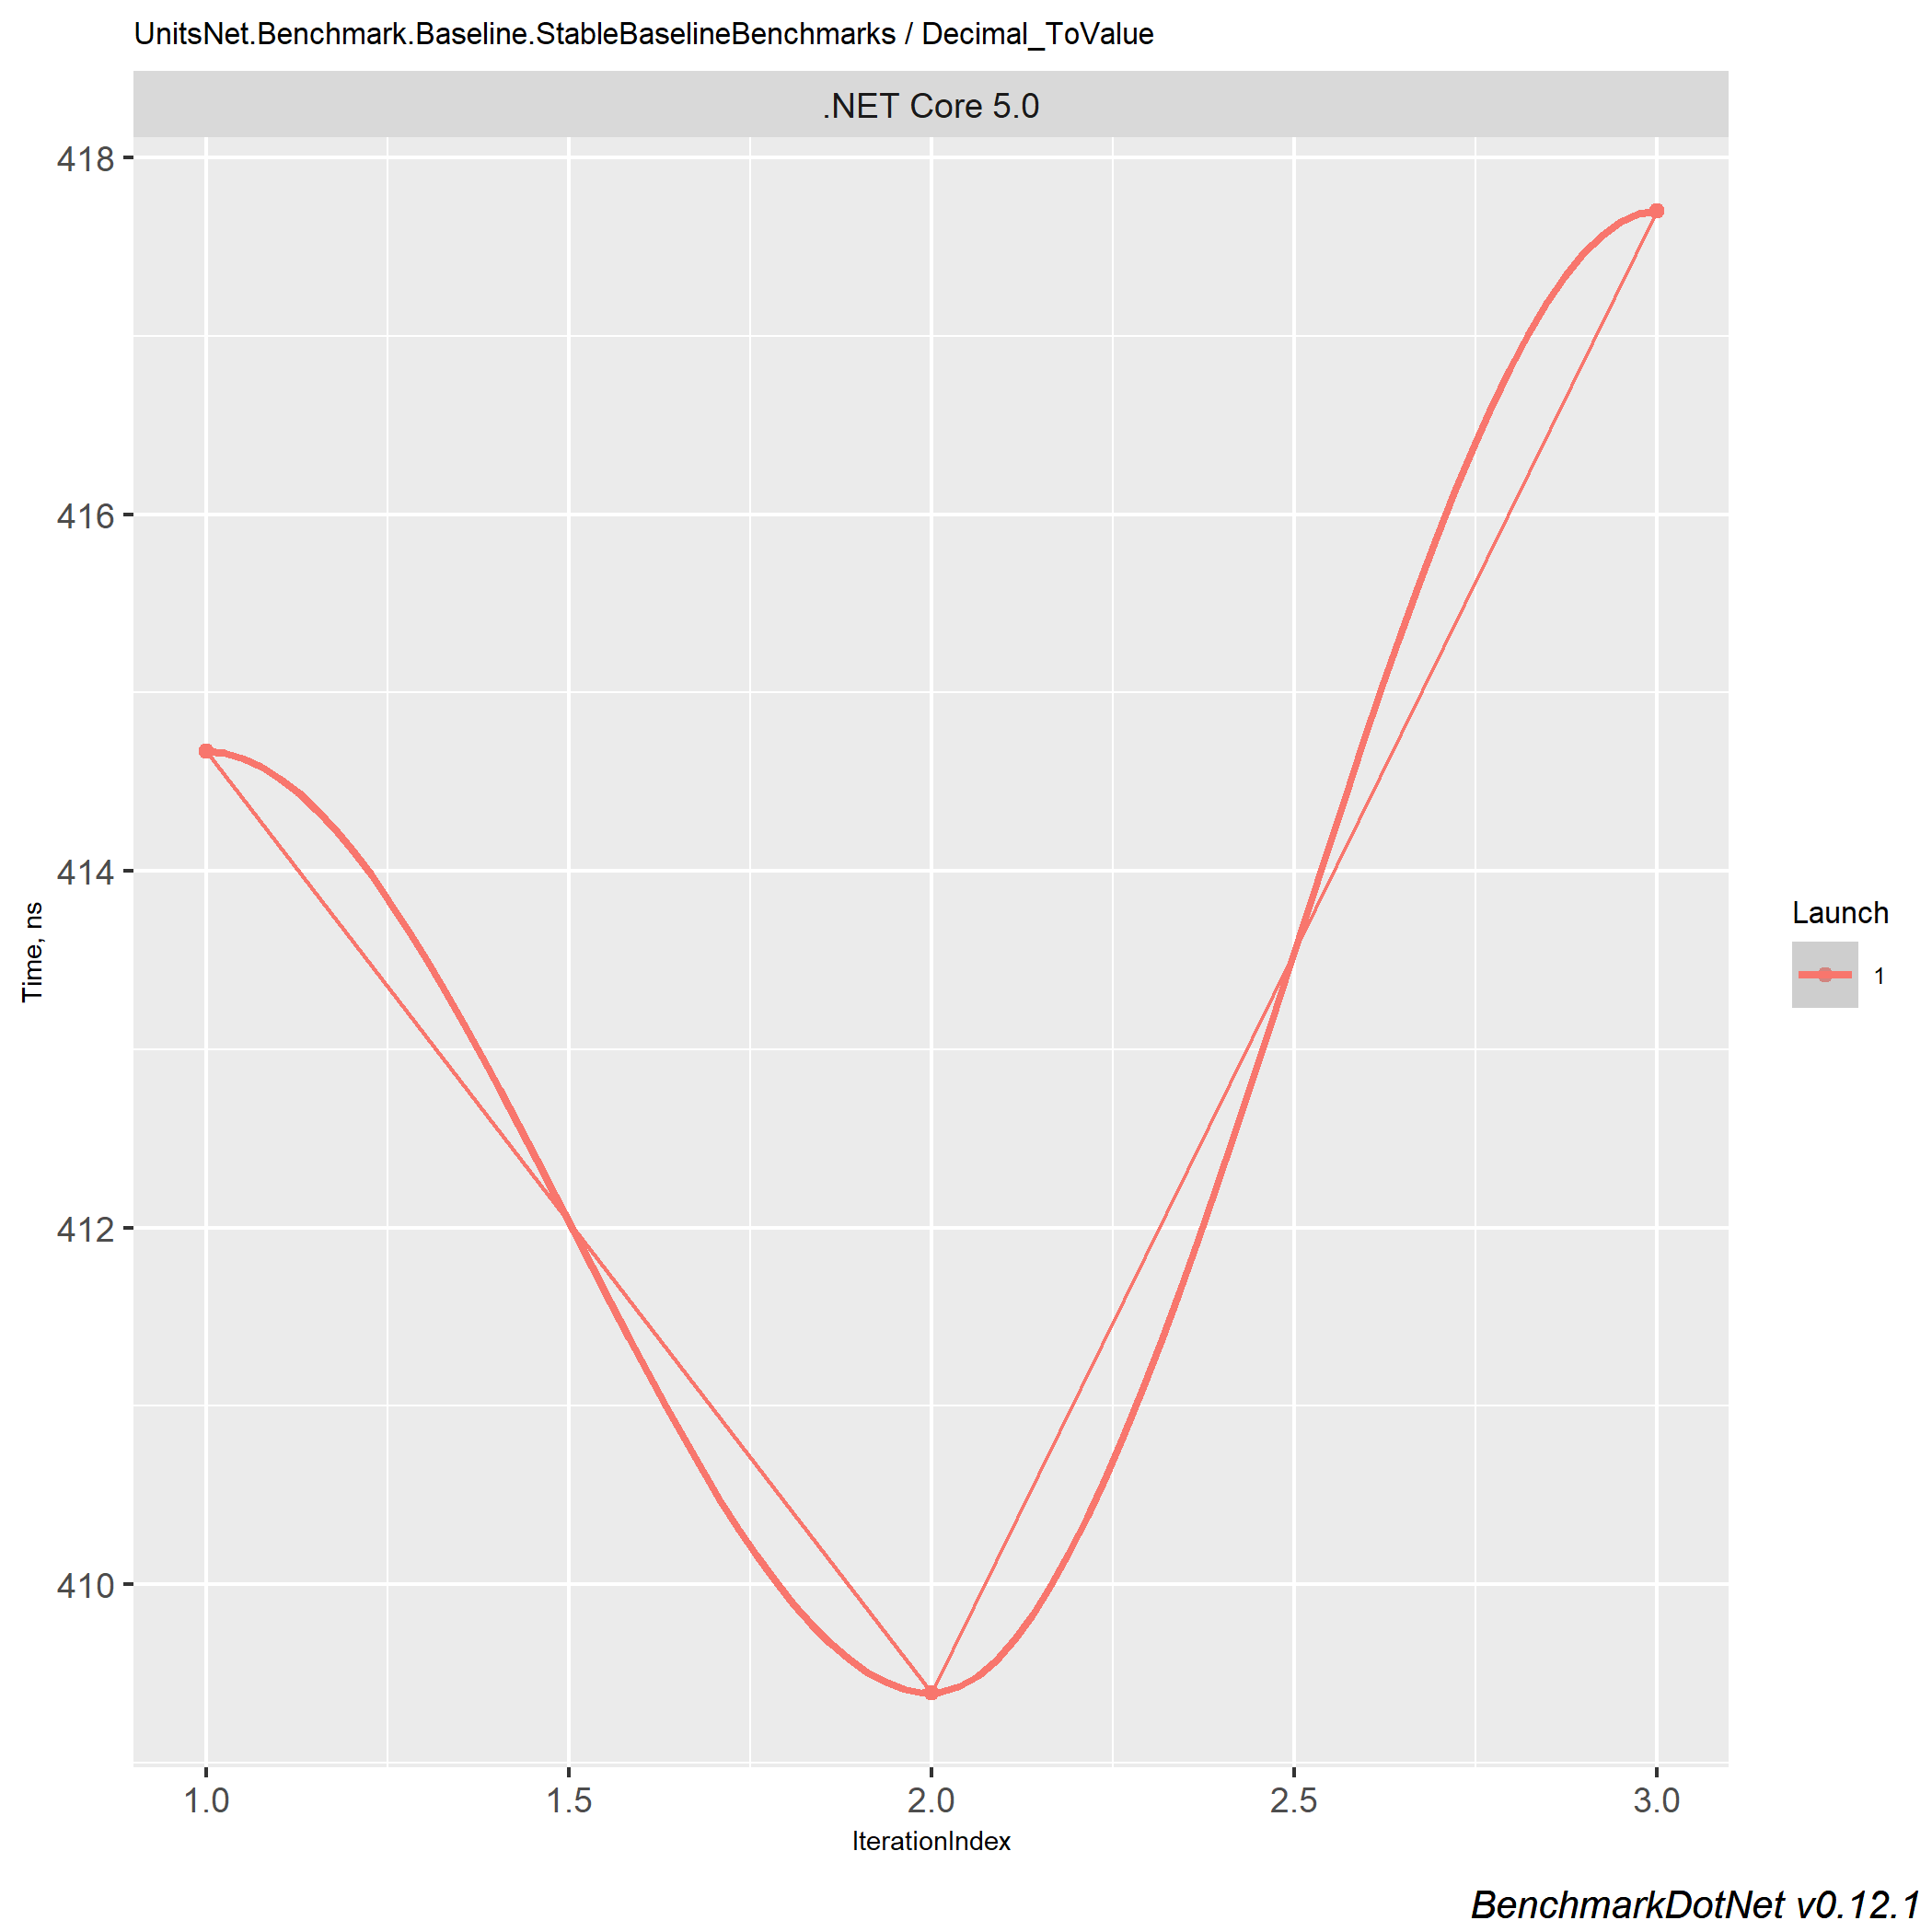 UnitsNet.Benchmark.Baseline.StableBaselineBenchmarks / Decimal_ToValue
.NET Core 5.0
418
416
414
412
410
Time, ns
1.0 1.5 2.0 2.5 3.0
IterationIndex
Launch
1
BenchmarkDotNet v0.12.1